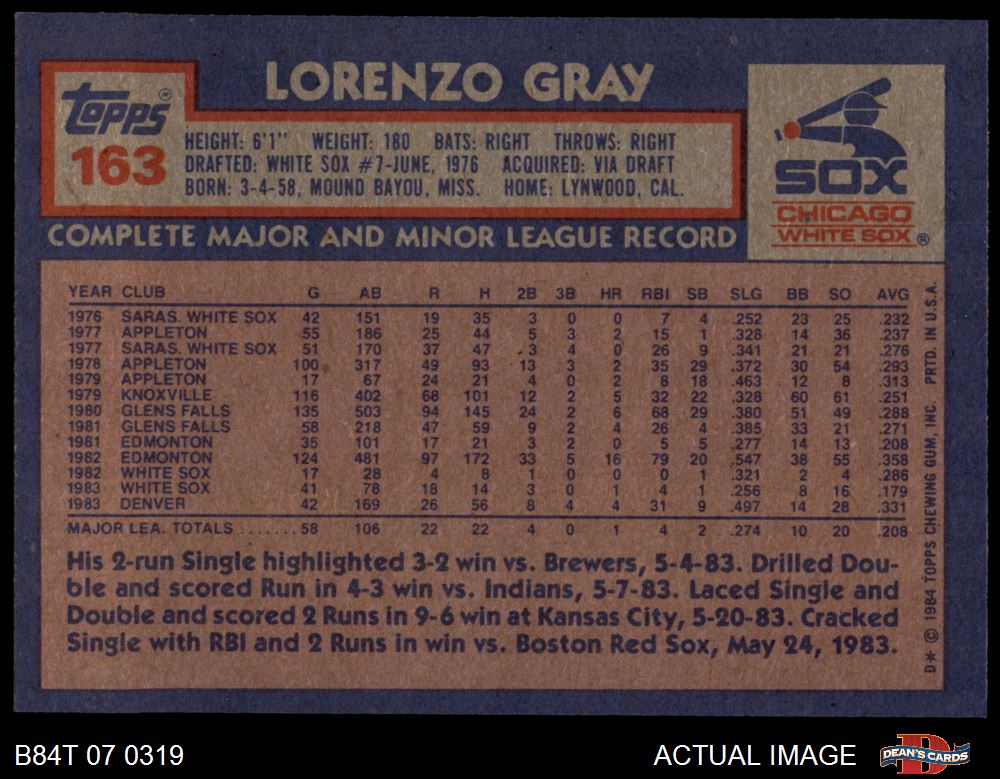 LORENZO GRAY
Topps®
163
HEIGHT: 6'1" WEIGHT: 180 BATS: RIGHT THROWS: RIGHT
DRAFTED: WHITE SOX #7-JUNE, 1976 ACQUIRED: VIA DRAFT
BORN: 3-4-58, MOUND BAYOU, MISS. HOME: LYNWOOD, CAL.
SOX
CHICAGO
WHITE SOX®
COMPLETE MAJOR AND MINOR LEAGUE RECORD
YEAR CLUB G AB R H 2B 3B HR RBI SB SLG BB SO AVG
1976 SARAS. WHITE SOX 42 151 19 35 3 0 0 7 4 .252 23 25 .232
1977 APPLETON 55 186 25 44 5 3 2 15 1 .328 14 36 .237
1977 SARAS. WHITE SOX 51 170 37 47 3 4 0 26 9 .341 21 21 .276
1978 APPLETON 100 317 49 93 13 3 2 35 29 .372 30 54 .293
1979 APPLETON 17 67 24 21 4 0 2 8 18 .463 12 8 .313
1979 KNOXVILLE 116 402 68 101 12 2 5 32 22 .328 60 61 .251
1980 GLENS FALLS 135 503 94 145 24 2 6 68 29 .380 51 49 .288
1981 GLENS FALLS 58 218 47 59 9 2 4 26 4 .385 33 21 .271
1981 EDMONTON 35 101 17 21 3 2 0 5 5 .277 14 13 .208
1982 EDMONTON 124 481 97 172 33 5 16 79 20 .547 38 55 .358
1982 WHITE SOX 17 28 4 8 1 0 0 0 1 .321 2 4 .286
1983 WHITE SOX 41 78 18 14 3 0 1 4 1 .256 8 16 .179
1983 DENVER 42 169 26 56 8 4 4 31 9 .497 14 28 .331
MAJOR LEA. TOTALS ....... 58 106 22 22 4 0 1 4 2 .274 10 20 .208
His 2-run Single highlighted 3-2 win vs. Brewers, 5-4-83. Drilled Dou-
ble and scored Run in 4-3 win vs. Indians, 5-7-83. Laced Single and
Double and scored 2 Runs in 9-6 win at Kansas City, 5-20-83. Cracked
Single with RBI and 2 Runs in win vs. Boston Red Sox, May 24, 1983.
D* © 1984 TOPPS CHEWING GUM, INC. PRTD. IN U.S.A.
B84T 07 0319
ACTUAL IMAGE
D
DEAN'S CARDS